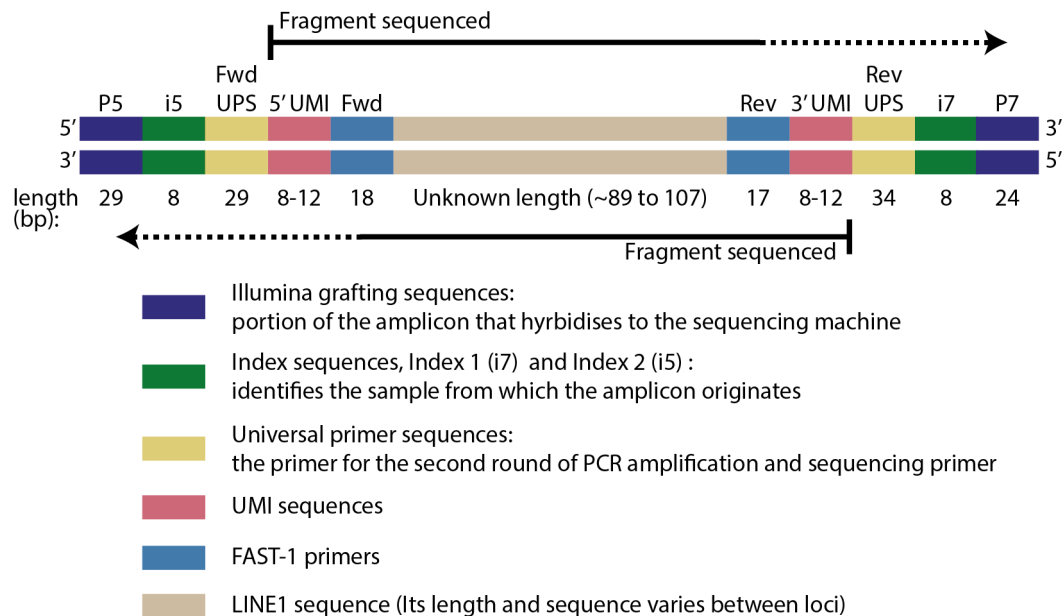 Fragment sequenced
P5 i5 Fwd UPS 5’ UMI Fwd Rev 3’ UMI Rev UPS i7 P7
5’ 3’
3’ 5’
length (bp): 29 8 29 8-12 18 Unknown length (~89 to 107) 17 8-12 34 8 24
Fragment sequenced
Illumina grafting sequences:
portion of the amplicon that hyrbidises to the sequencing machine
Index sequences, Index 1 (i7) and Index 2 (i5) :
identifies the sample from which the amplicon originates
Universal primer sequences:
the primer for the second round of PCR amplification and sequencing primer
UMI sequences
FAST-1 primers
LINE1 sequence (Its length and sequence varies between loci)